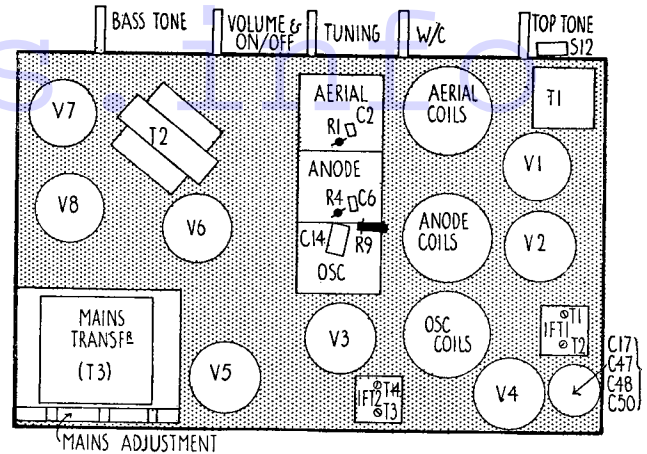 BASS TONE
VOLUME &
ON/OFF
TUNING
W/C
TOP TONE
S12
V7
T2
AERIAL
R1 C2
AERIAL
COILS
T1
V1
ANODE
R4 C6
V8
V6
C14 R9
OSC
ANODE
COILS
V2
MAINS
TRANSFR
(T3)
V5
V3
OSC
COILS
T1
IFT1
T2
T4
IFT2
T3
V4
C17
C47
C48
C50
MAINS ADJUSTMENT
s.info